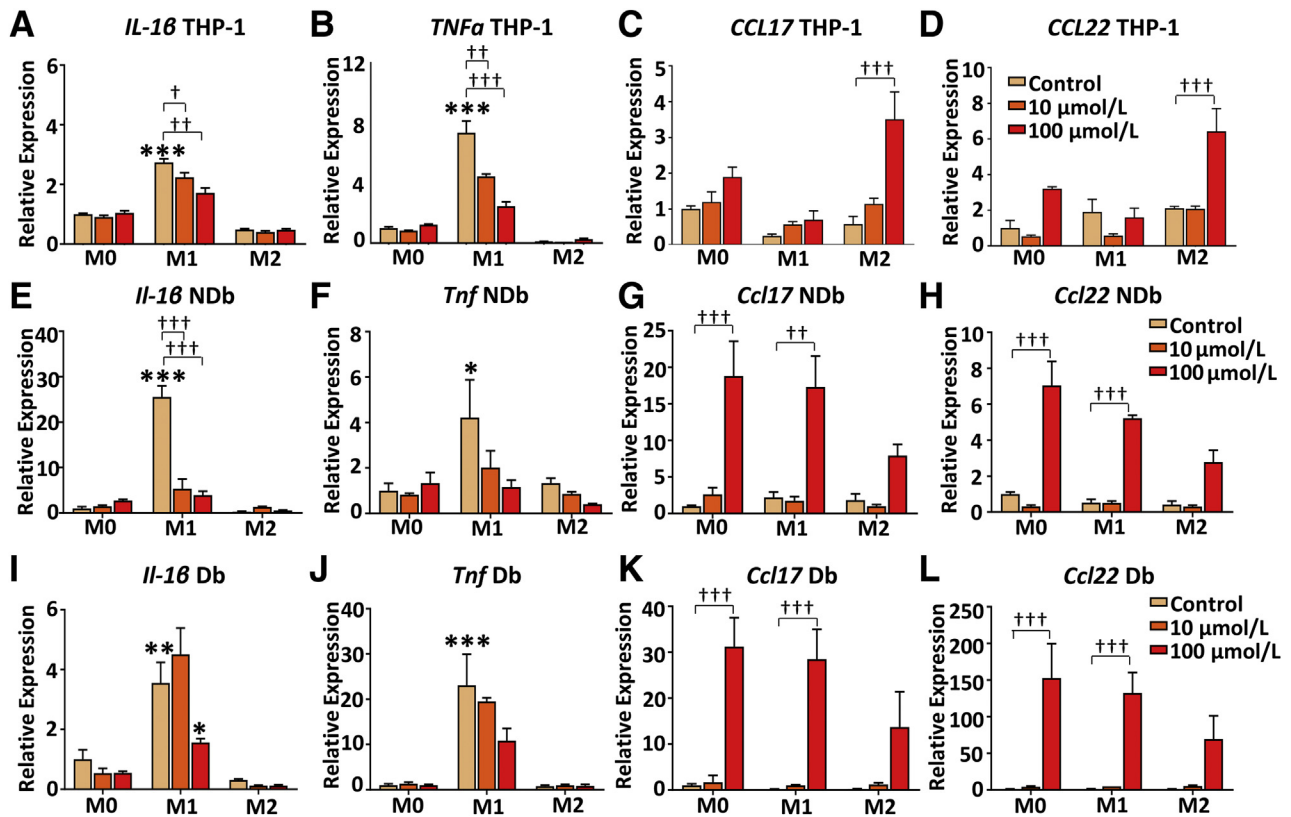 A IL-1β THP-1
Relative Expression
6
4
2
0
†
††
***
M0 M1 M2
B TNFα THP-1
Relative Expression
12
8
4
0
††
†††
***
M0 M1 M2
C CCL17 THP-1
Relative Expression
5
4
3
2
1
0
†††
M0 M1 M2
D CCL22 THP-1
Relative Expression
10
8
6
4
2
0
Control
10 μmol/L
100 μmol/L
†††
M0 M1 M2
E Il-1β NDb
Relative Expression
40
30
20
10
0
†††
†††
***
M0 M1 M2
F Tnf NDb
Relative Expression
8
6
4
2
0
*
M0 M1 M2
G Ccl17 NDb
Relative Expression
25
20
15
10
5
0
†††
††
M0 M1 M2
H Ccl22 NDb
Relative Expression
10
8
6
4
2
0
†††
†††
Control
10 μmol/L
100 μmol/L
M0 M1 M2
I Il-1β Db
Relative Expression
6
4
2
0
**
*
M0 M1 M2
J Tnf Db
Relative Expression
40
30
20
10
0
***
M0 M1 M2
K Ccl17 Db
Relative Expression
40
30
20
10
0
†††
†††
M0 M1 M2
L Ccl22 Db
Relative Expression
250
200
150
100
50
0
†††
†††
Control
10 μmol/L
100 μmol/L
M0 M1 M2